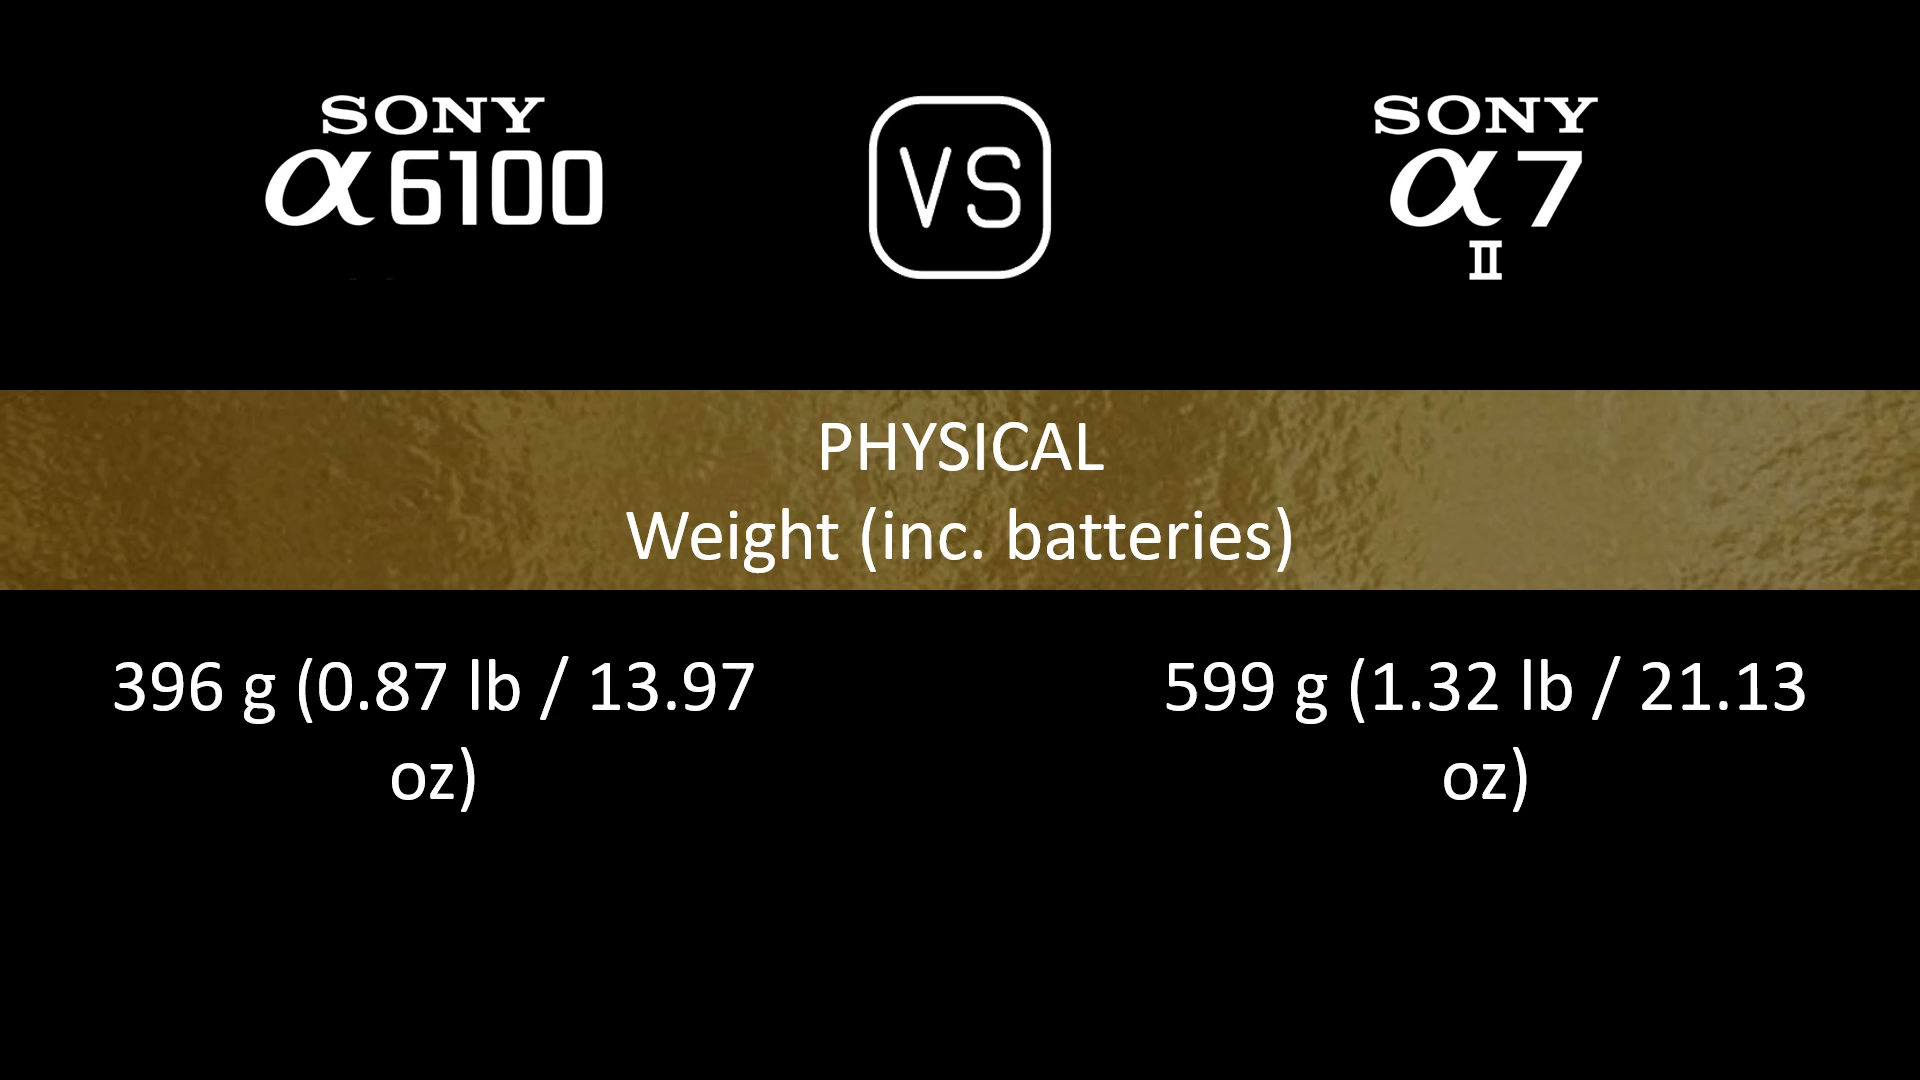 SONY
α6100
VS
SONY
α7
II
PHYSICAL
Weight (inc. batteries)
396 g (0.87 lb / 13.97
oz)
599 g (1.32 lb / 21.13
oz)